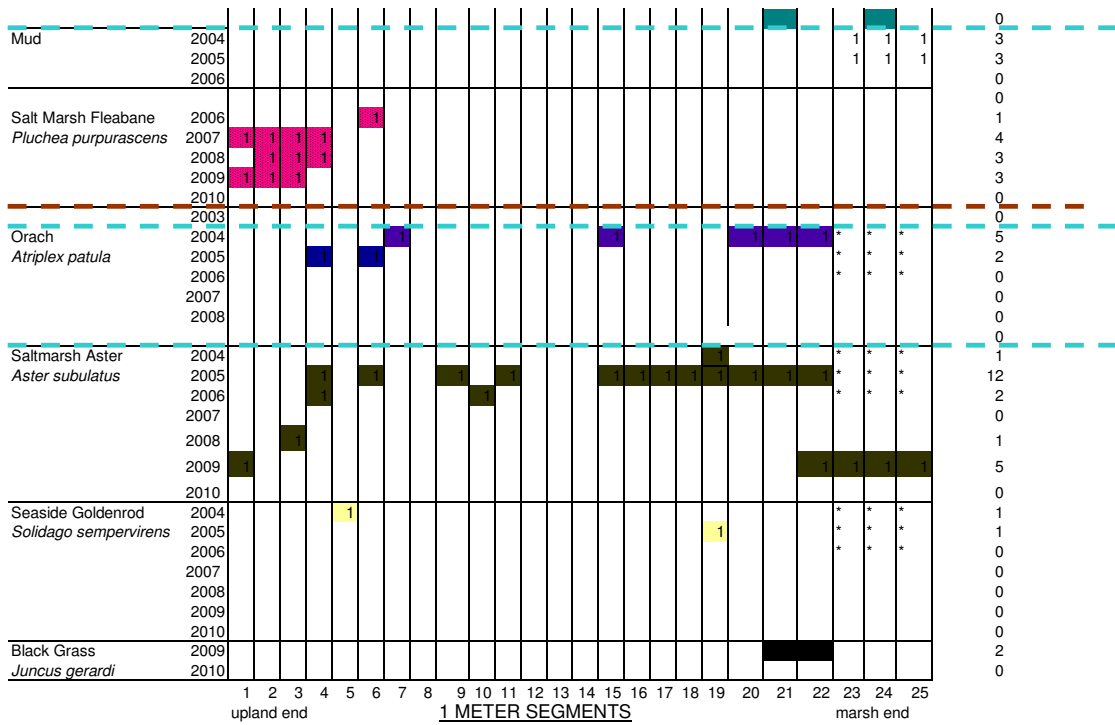 0
Mud 2004 1 1 1 3
2005 1 1 1 3
2006 0
0
Salt Marsh Fleabane 2006 1 1
Pluchea purpurascens 2007 1 1 1 1 4
2008 1 1 1 3
2009 1 1 1 3
2010 0
2003 0
Orach 2004 1 1 1 1 1 * * * 5
Atriplex patula 2005 1 1 * * * 2
2006 * * * 0
2007 0
2008 0
0
Saltmarsh Aster 2004 1 * * * 1
Aster subulatus 2005 1 1 1 1 1 1 1 1 1 1 1 1 * * * 12
2006 1 1 * * * 2
2007 0
2008 1 1
2009 1 1 1 1 1 5
2010 0
Seaside Goldenrod 2004 1 * * * 1
Solidago sempervirens 2005 1 * * * 1
2006 * * * 0
2007 0
2008 0
2009 0
2010 0
Black Grass 2009 2
Juncus gerardi 2010 0
1 2 3 4 5 6 7 8 9 10 11 12 13 14 15 16 17 18 19 20 21 22 23 24 25
upland end 1 METER SEGMENTS marsh end